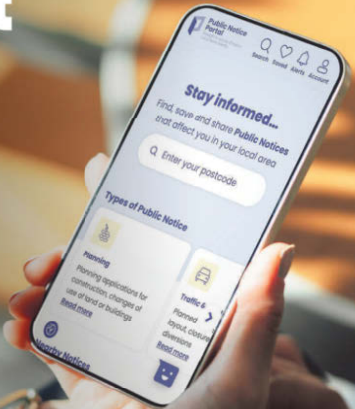 Public Notice
Portal
Search Saved Alerts Account
Stay informed...
Find, save and share Public Notices
that affect you in your local area
Enter your postcode
Types of Public Notice
Planning
Planning applications for
construction, changes of
use of land or buildings
Read more
Traffic &
Planned
layout, closure
diversions
Read more
Nearby Notices